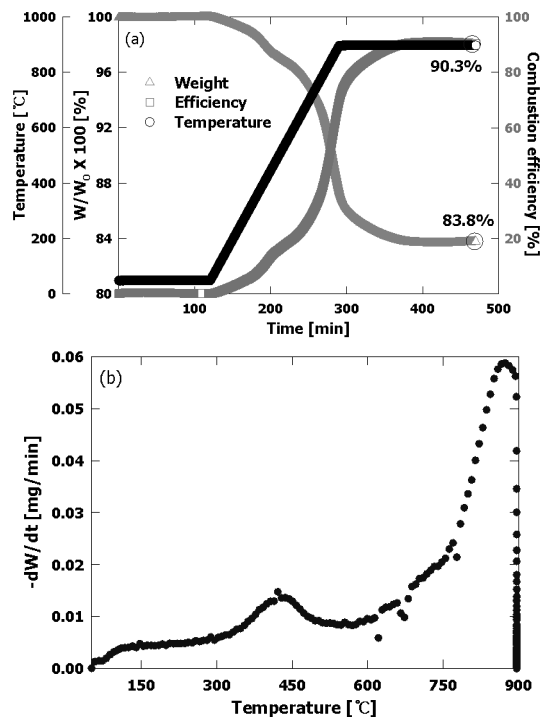 (a)
Temperature [℃]
1000
800
600
400
200
0
W/W0 X 100 [%]
100
96
92
88
84
80
Weight
Efficiency
Temperature
90.3%
83.8%
100
80
60
40
20
0
Combustion efficiency [%]
0 100 200 300 400 500
Time [min]
(b)
-dW/dt [mg/min]
0.06
0.05
0.04
0.03
0.02
0.01
0.00
150 300 450 600 750 900
Temperature [℃]